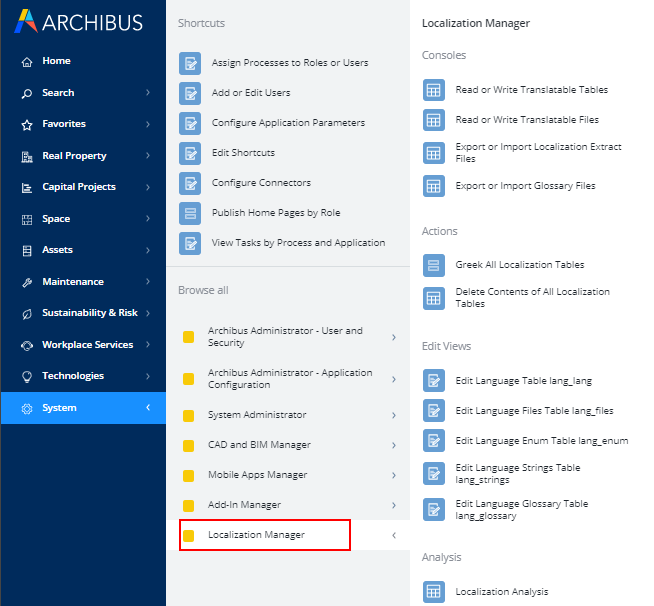 ARCHIBUS
Home
Search
Favorites
Real Property
Capital Projects
Space
Assets
Maintenance
Sustainability & Risk
Workplace Services
Technologies
System
Shortcuts
Assign Processes to Roles or Users
Add or Edit Users
Configure Application Parameters
Edit Shortcuts
Configure Connectors
Publish Home Pages by Role
View Tasks by Process and Application
Browse all
Archibus Administrator - User and
Security
Archibus Administrator - Application
Configuration
System Administrator
CAD and BIM Manager
Mobile Apps Manager
Add-In Manager
Localization Manager
Localization Manager
Consoles
Read or Write Translatable Tables
Read or Write Translatable Files
Export or Import Localization Extract
Files
Export or Import Glossary Files
Actions
Greek All Localization Tables
Delete Contents of All Localization
Tables
Edit Views
Edit Language Table lang_lang
Edit Language Files Table lang_files
Edit Language Enum Table lang_enum
Edit Language Strings Table
lang_strings
Edit Language Glossary Table
lang_glossary
Analysis
Localization Analysis